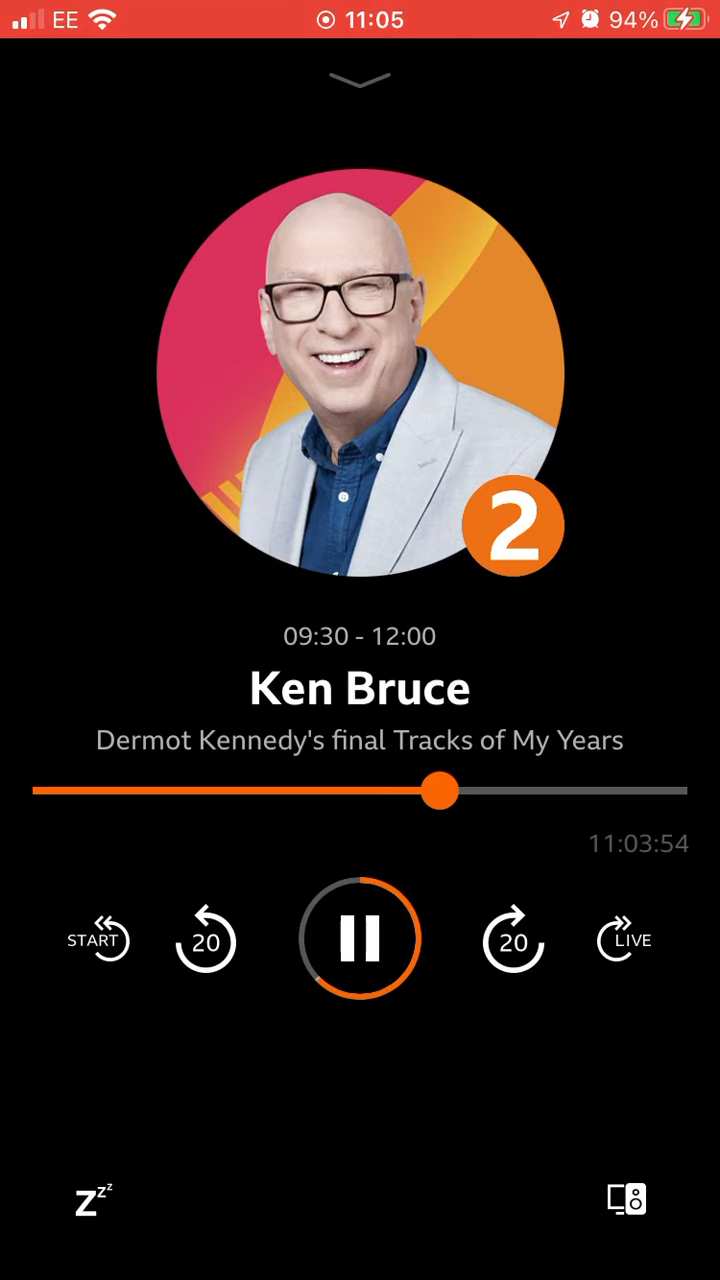 EE 11:05 94%
2
09:30 - 12:00
Ken Bruce
Dermot Kennedy's final Tracks of My Years
11:03:54
START 20 20 LIVE
zzz